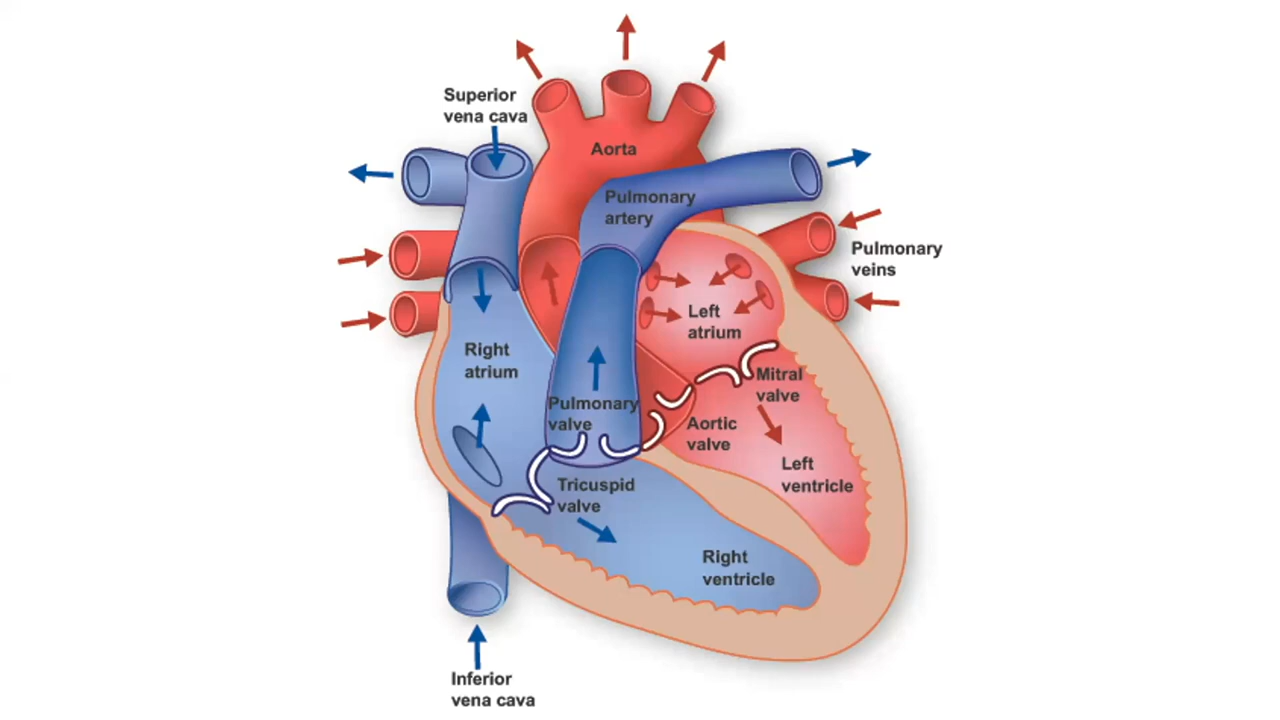 Superior
vena cava
Aorta
Pulmonary
artery
Pulmonary
veins
Left
atrium
Right
atrium
Mitral
valve
Pulmonary
valve
Aortic
valve
Left
ventricle
Tricuspid
valve
Right
ventricle
Inferior
vena cava